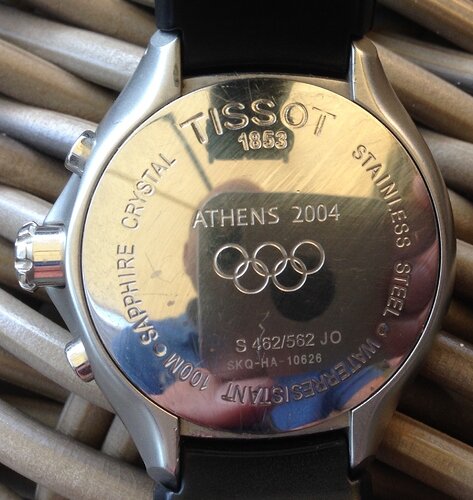 TISSOT
1853
ATHENS 2004
S 462/562 JO
SKQ-HA-10626
STAINLESS STEEL WATERRESISTANT 100M SAPPHIRE CRYSTAL